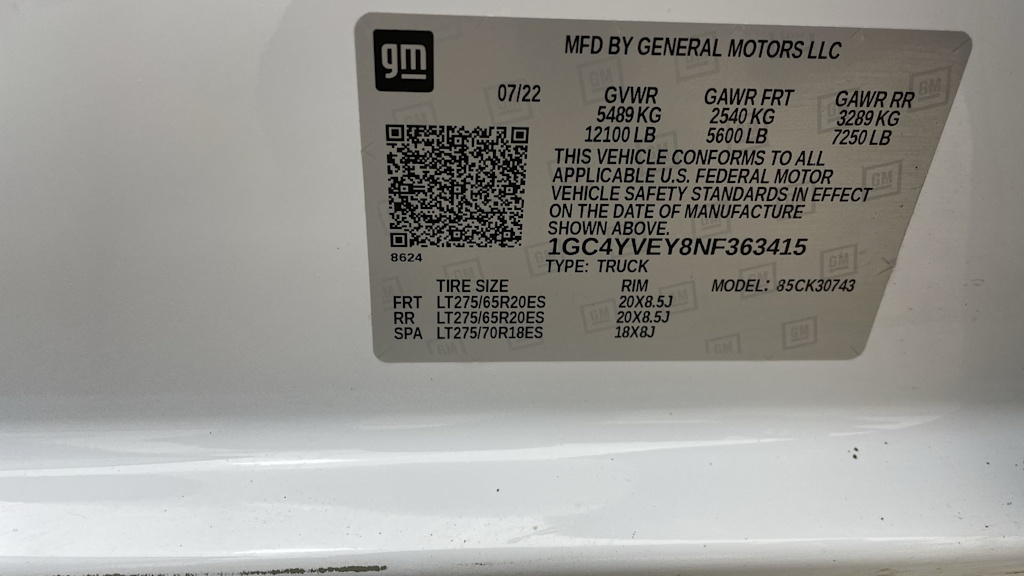 gm
MFD BY GENERAL MOTORS LLC
07/22 GVWR GAWR FRT GAWR RR
5489 KG 2540 KG 3289 KG
12100 LB 5600 LB 7250 LB
THIS VEHICLE CONFORMS TO ALL
APPLICABLE U.S. FEDERAL MOTOR
VEHICLE SAFETY STANDARDS IN EFFECT
ON THE DATE OF MANUFACTURE
SHOWN ABOVE.
8624
1GC4YVEY8NF363415
TYPE: TRUCK
TIRE SIZE RIM MODEL: 85CK30743
FRT LT275/65R20ES 20X8.5J
RR LT275/65R20ES 20X8.5J
SPA LT275/70R18ES 18X8J